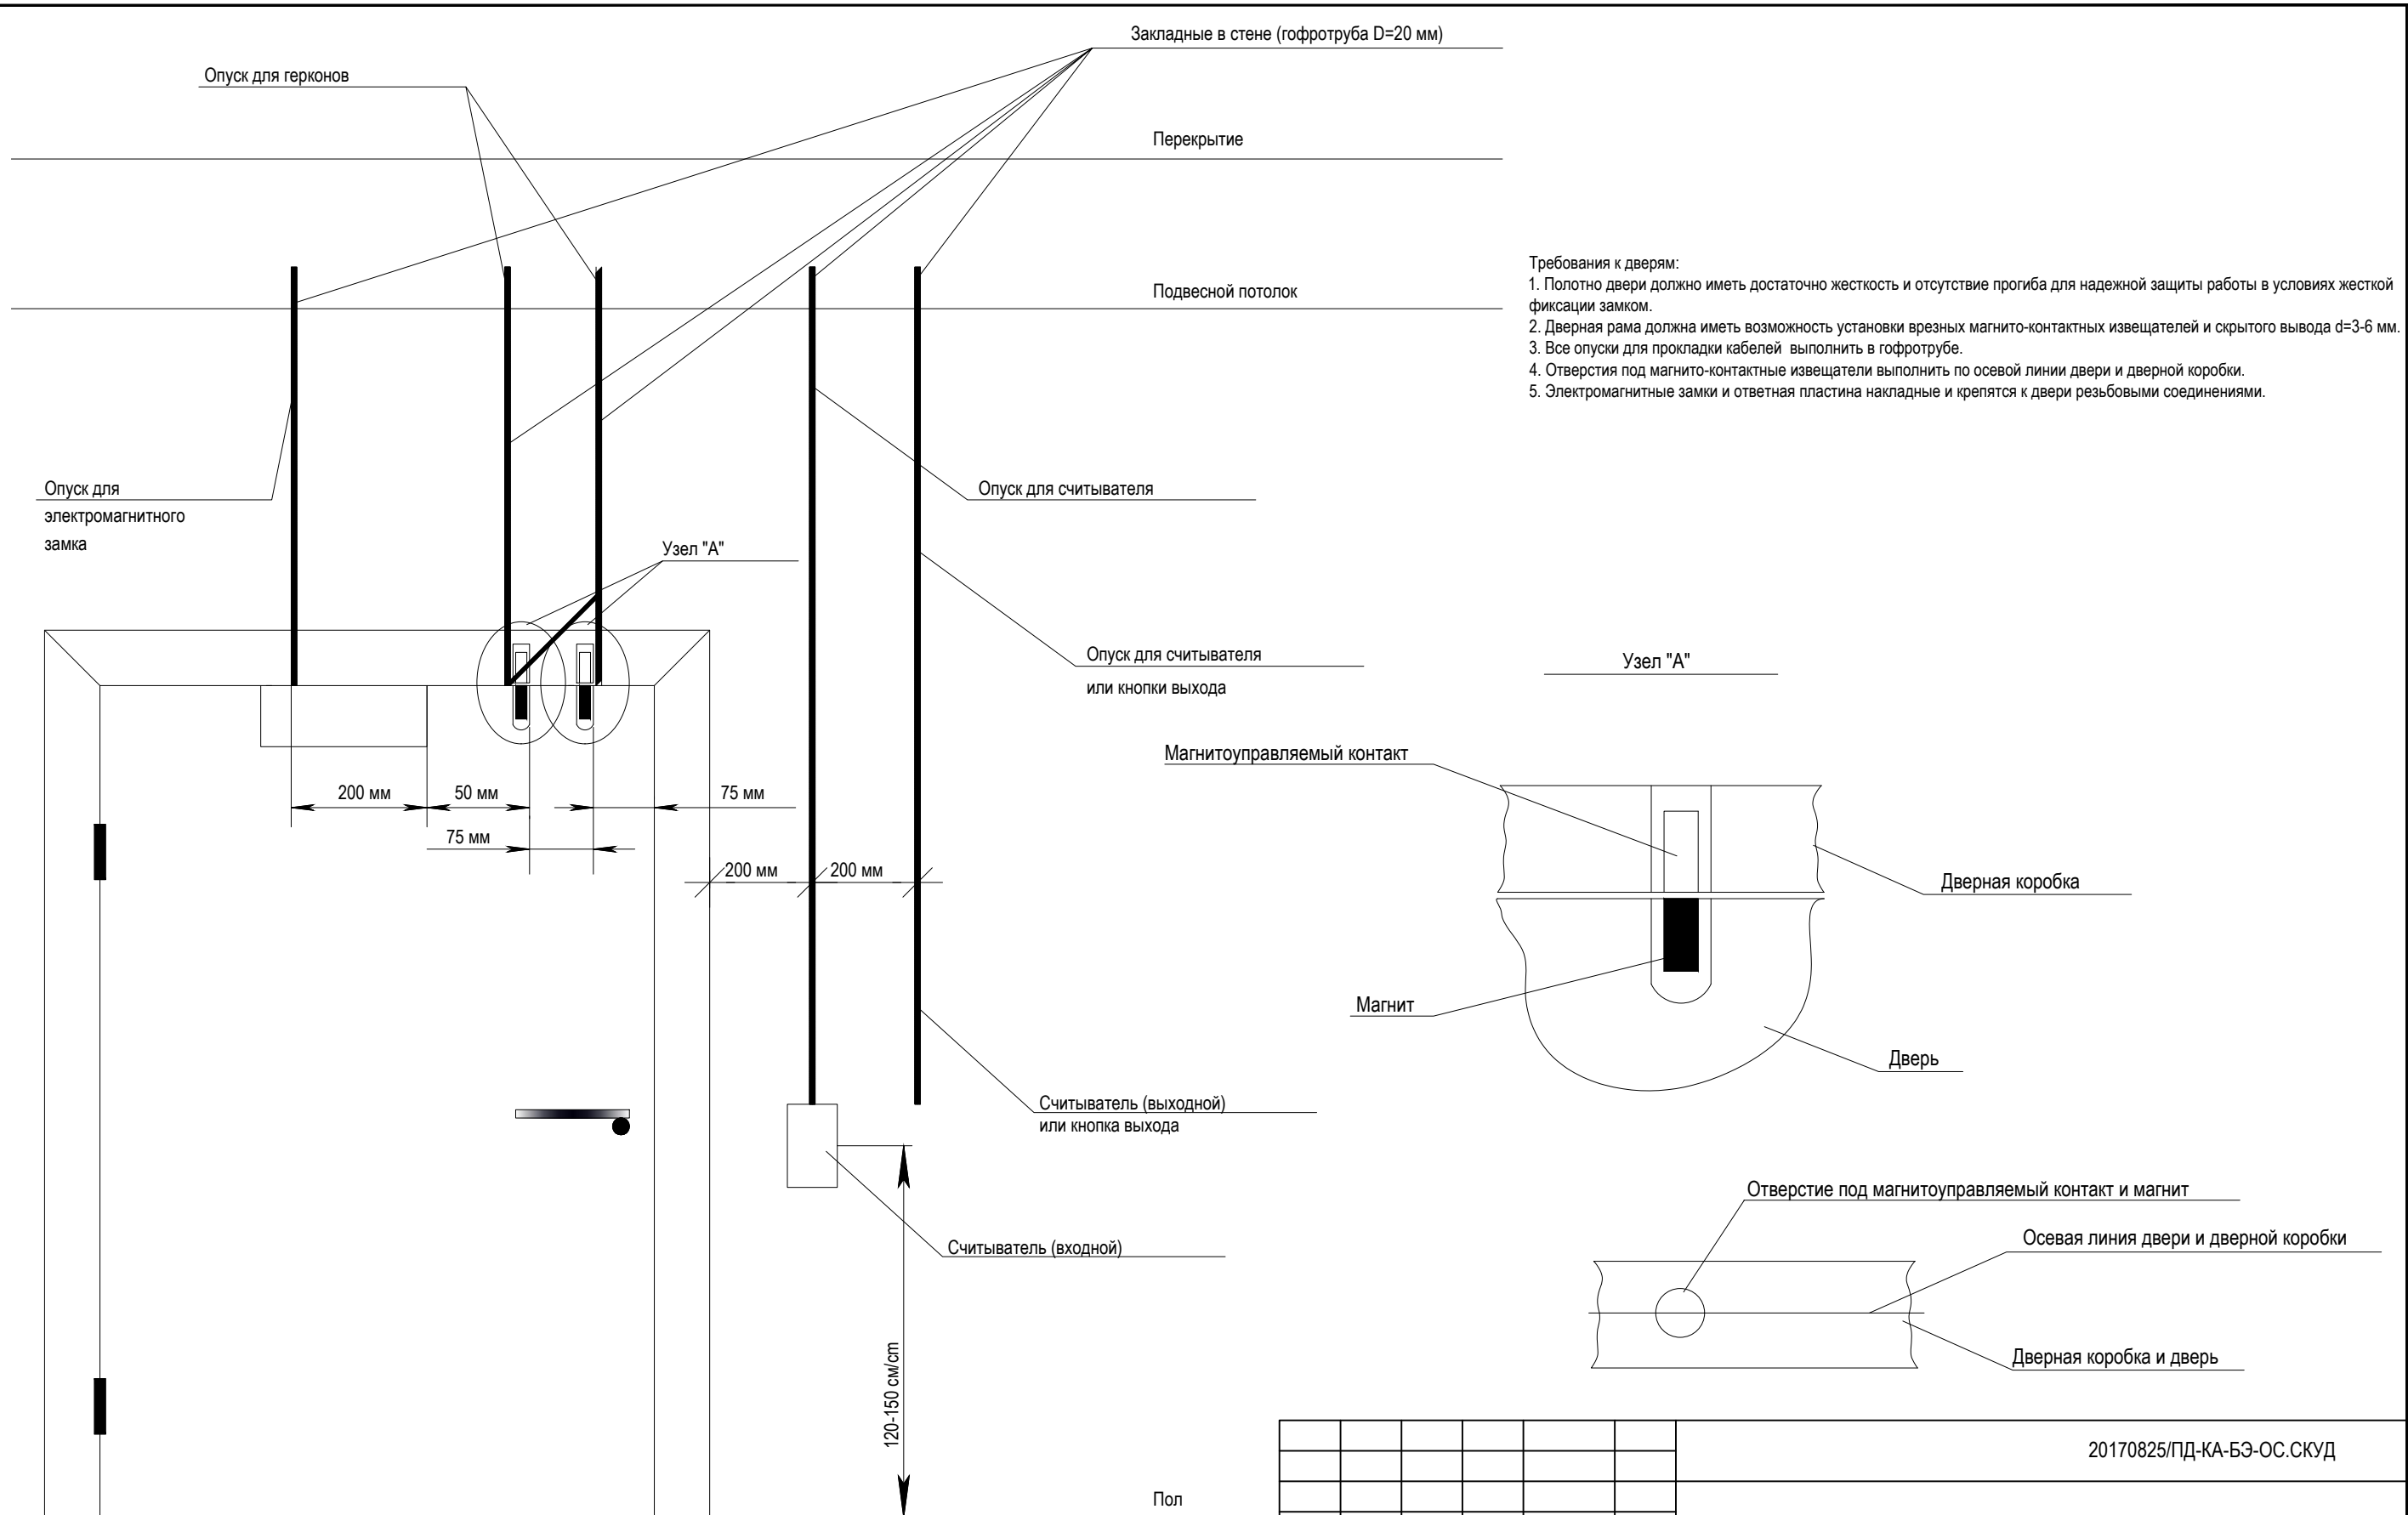 Закладные в стене (гофротруба D=20 мм)
Опуск для герконов
Перекрытие
Требования к дверям:
1. Полотно двери должно иметь достаточно жесткость и отсутствие прогиба для надежной защиты работы в условиях жесткой
фиксации замком.
2. Дверная рама должна иметь возможность установки врезных магнито-контактных извещателей и скрытого вывода d=3-6 мм.
3. Все опуски для прокладки кабелей выполнить в гофротрубе.
4. Отверстия под магнито-контактные извещатели выполнить по осевой линии двери и дверной коробки.
5. Электромагнитные замки и ответная пластина накладные и крепятся к двери резьбовыми соединениями.
Подвесной потолок
Опуск для
электромагнитного
замка
Опуск для считывателя
Узел "А"
Опуск для считывателя
или кнопки выхода
Узел "А"
Магнитоуправляемый контакт
200 мм
50 мм
75 мм
75 мм
200 мм
200 мм
Дверная коробка
Магнит
Дверь
Считыватель (выходной)
или кнопка выхода
Отверстие под магнитоуправляемый контакт и магнит
Осевая линия двери и дверной коробки
Считыватель (входной)
Дверная коробка и дверь
120-150 см/cm
20170825/ПД-КА-БЭ-ОС.СКУД
Пол